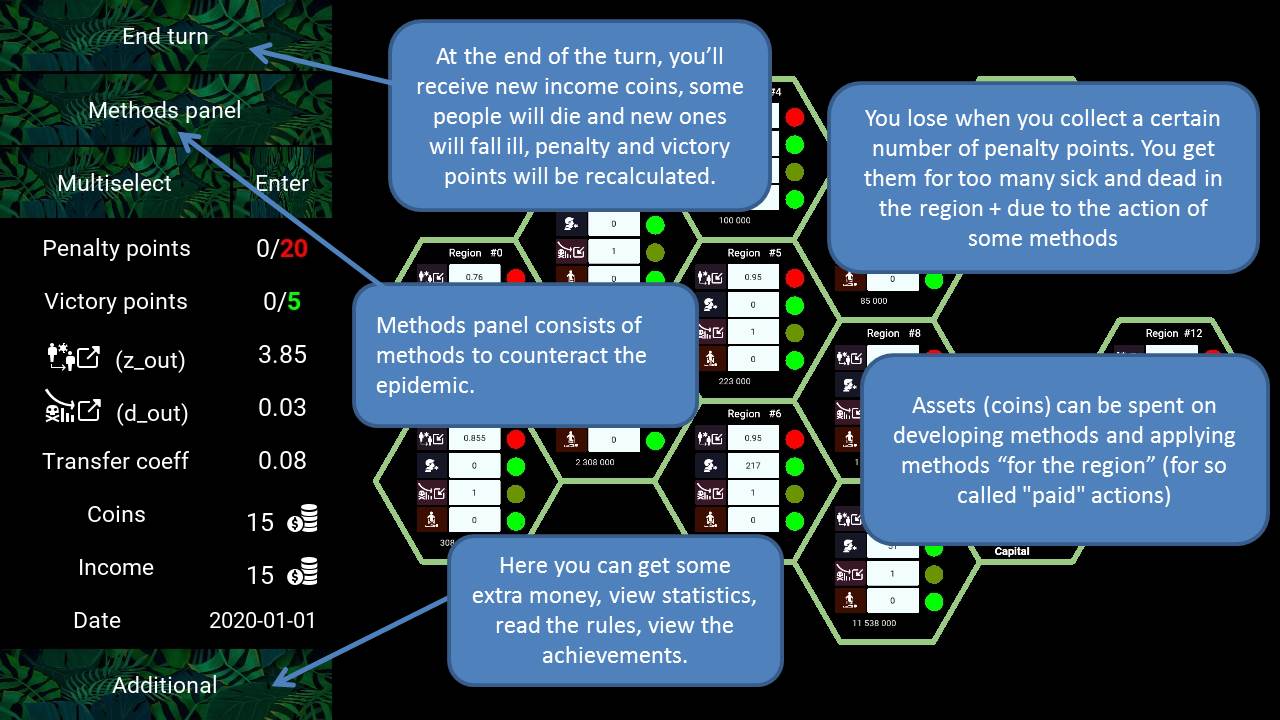 End turn
Methods panel
Multiselect
Enter
Penalty points 0/20
Victory points 0/5
(z_out) 3.85
(d_out) 0.03
Transfer coeff 0.08
Coins 15
Income 15
Date 2020-01-01
Additional
At the end of the turn, you’ll
receive new income coins, some
people will die and new ones
will fall ill, penalty and victory
points will be recalculated.
You lose when you collect a certain
number of penalty points. You get
them for too many sick and dead in
the region + due to the action of
some methods
Methods panel consists of
methods to counteract the
epidemic.
Assets (coins) can be spent on
developing methods and applying
methods “for the region” (for so
called "paid" actions)
Here you can get some
extra money, view statistics,
read the rules, view the
achievements.
#4
100 000
0
1
0
Region #0
0.76
Region #5
0.95
0
1
0
223 000
0
85 000
Region #8
Region #12
0.855
0
1
0
308
0
2 308 000
Region #6
0.95
217
1
0
1
0
11 538 000
Capital